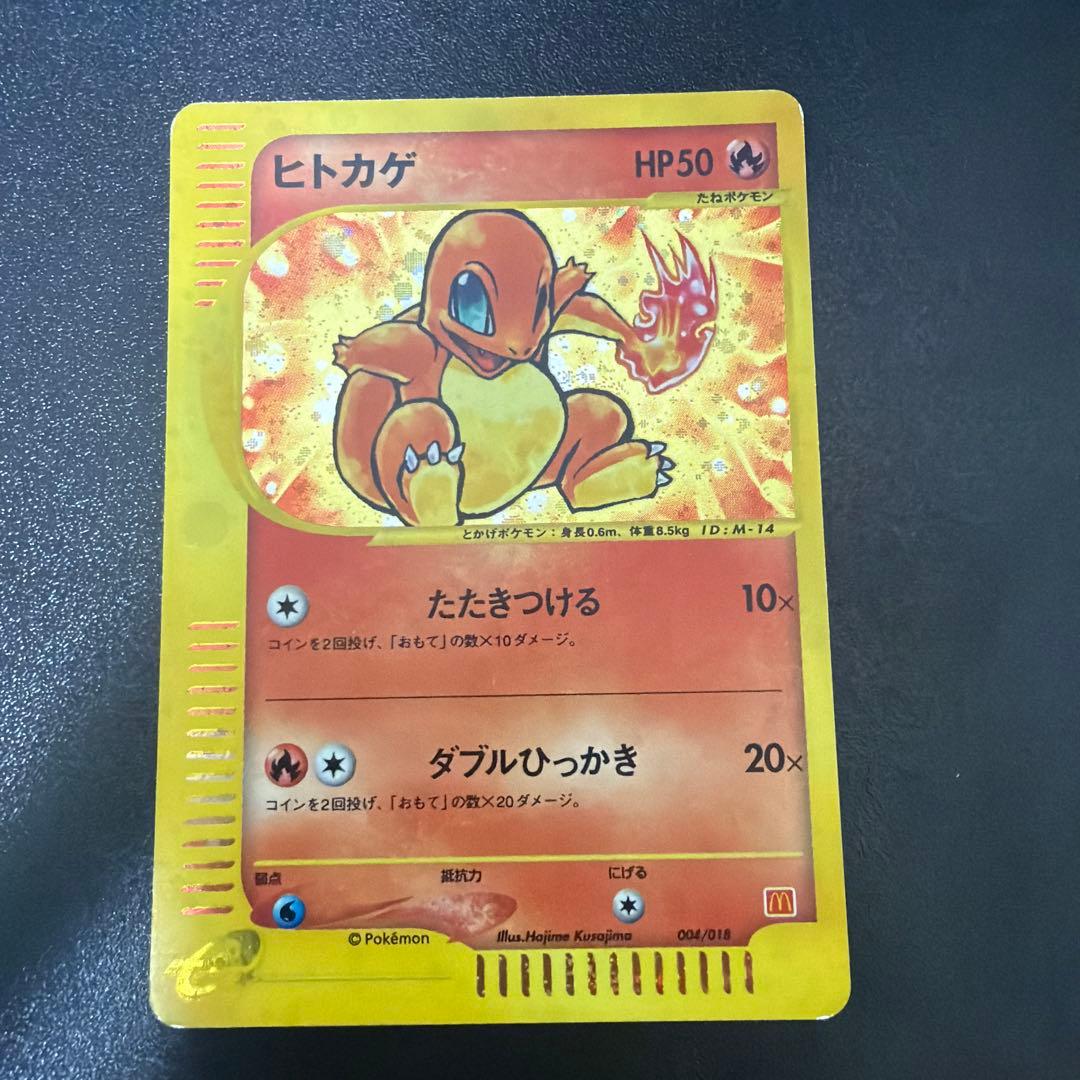 ヒトカゲ HP50
たねポケモン
とかげポケモン：身長0.6m、体重8.5kg ID:M-14
たたきつける 10×
コインを2回投げ、「おもて」の数×10ダメージ。
ダブルひっかき 20×
コインを2回投げ、「おもて」の数×20ダメージ。
弱点 抵抗力 にげる
©Pokémon Illus.Hajime Kusajima 004/018